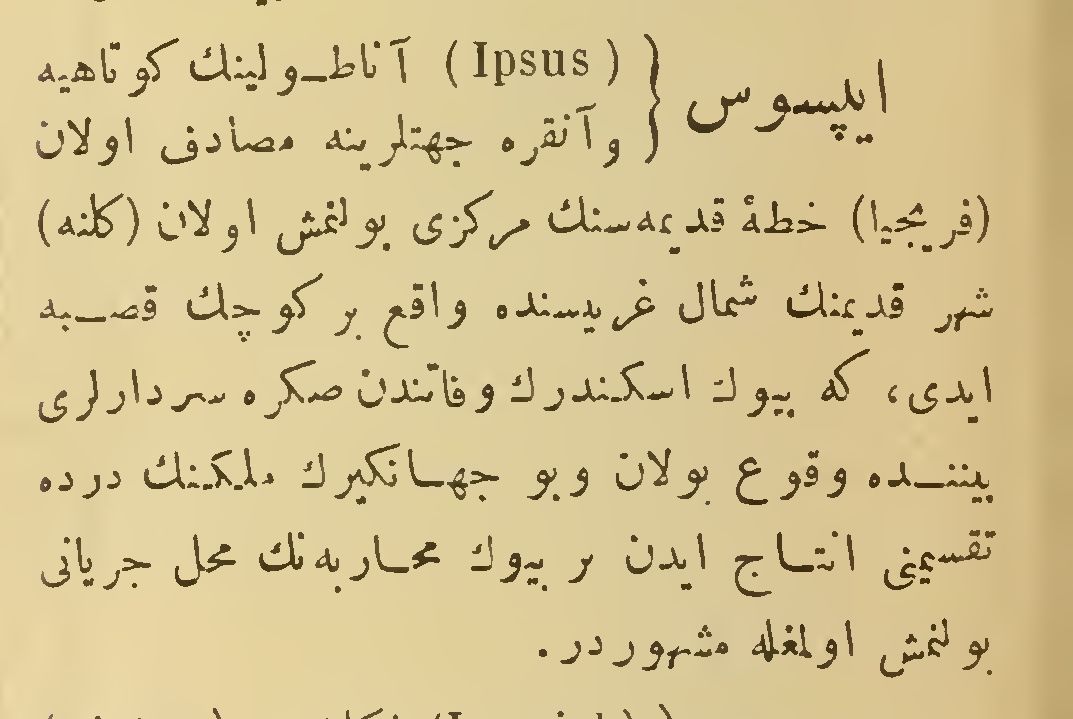 ايپسوس { (Ipsus) آناطولينك كوتاهيه
وآنقره جهتلرينه مصادف اولان
(فريجيا) خطۀ قديمه‌سنك مركزى بولنمش اولان (كلنه)
شهر قديمنك شمال غربيسنده واقع بر كوچك قصبه
ايدى، كه بيوك اسكندرك وفاتندن صكره سردارلرى
بيننده وقوع بولان وبو جهانكيرك ملكنك درده
تقسيمنى انتاج ايدن بر بيوك محاربه‌نك محل جريانى
بولنمش اولمغله مشهوردر.